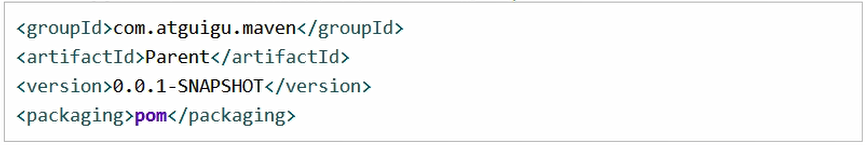 <groupId>com.atguigu.maven</groupId>
<artifactId>Parent</artifactId>
<version>0.0.1-SNAPSHOT</version>
<packaging>pom</packaging>